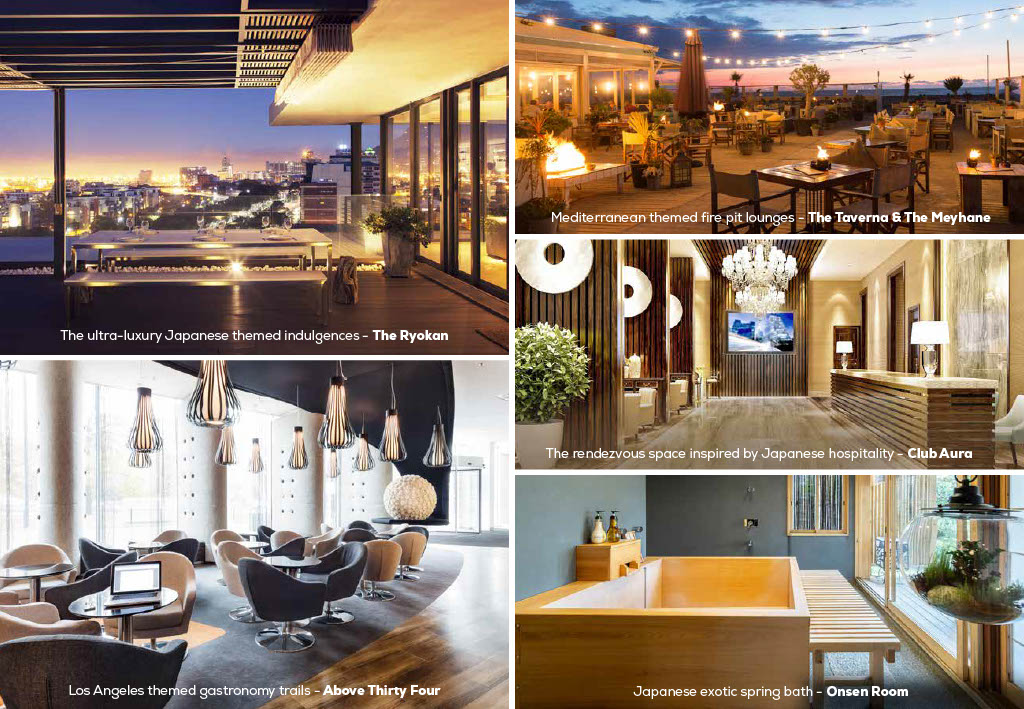 The ultra-luxury Japanese themed indulgences - The Ryokan
Mediterranean themed fire pit lounges - The Taverna & The Meyhane
The rendezvous space inspired by Japanese hospitality - Club Aura
Los Angeles themed gastronomy trails - Above Thirty Four
Japanese exotic spring bath - Onsen Room